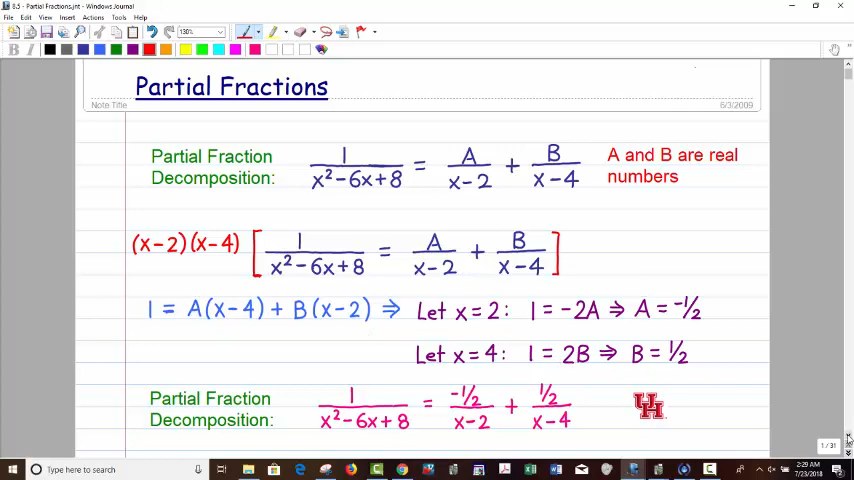 8.5 - Partial Fractions.jnt - Windows Journal
File Edit View Insert Actions Tools Help
130%
B I
Partial Fractions
Note Title 6/3/2009
Partial Fraction Decomposition: 1/(x²-6x+8) = A/(x-2) + B/(x-4) A and B are real numbers
(x-2)(x-4) [ 1/(x²-6x+8) = A/(x-2) + B/(x-4) ]
1 = A(x-4) + B(x-2) ⇒ Let x=2: 1 = -2A ⇒ A = -1/2
Let x=4: 1 = 2B ⇒ B = 1/2
Partial Fraction Decomposition: 1/(x²-6x+8) = (-1/2)/(x-2) + (1/2)/(x-4) UH
1 / 31
Type here to search
2:29 AM
7/23/2018